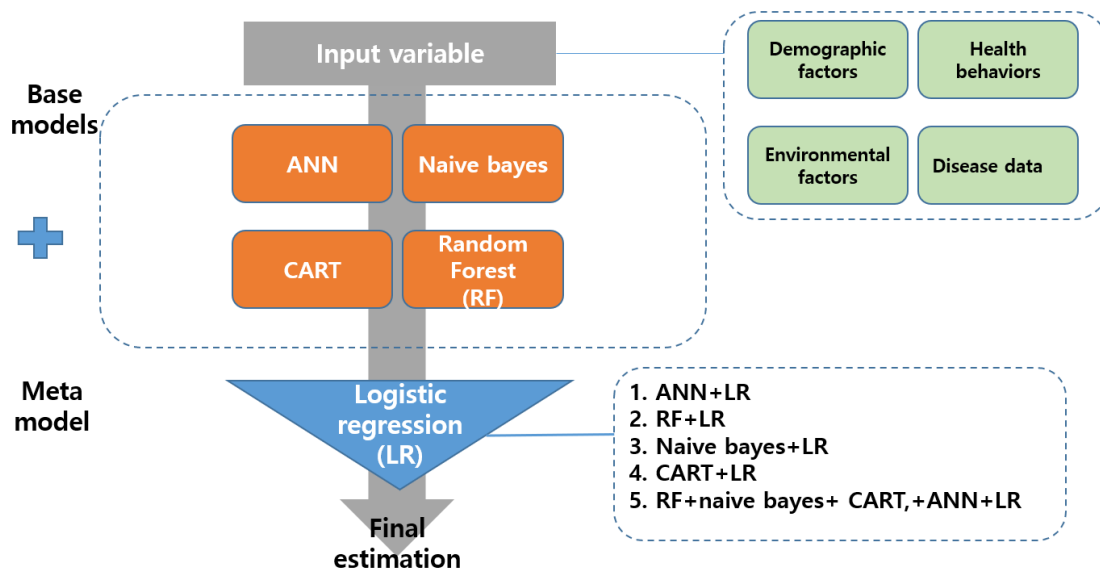 Input variable
Demographic
factors
Health
behaviors
Environmental
factors
Disease data
Base
models
ANN
Naive bayes
CART
Random
Forest
(RF)
Meta
model
Logistic
regression
(LR)
1. ANN+LR
2. RF+LR
3. Naive bayes+LR
4. CART+LR
5. RF+naive bayes+ CART,+ANN+LR
Final
estimation